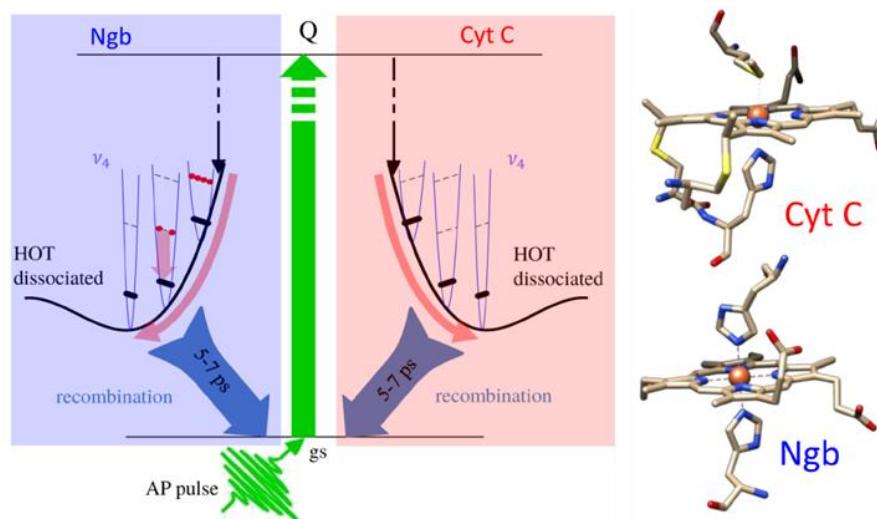 Ngb
Q
Cyt C
ν₄
ν₄
HOT
dissociated
HOT
dissociated
5-7 ps
5-7 ps
recombination
recombination
gs
AP pulse
Cyt C
Ngb